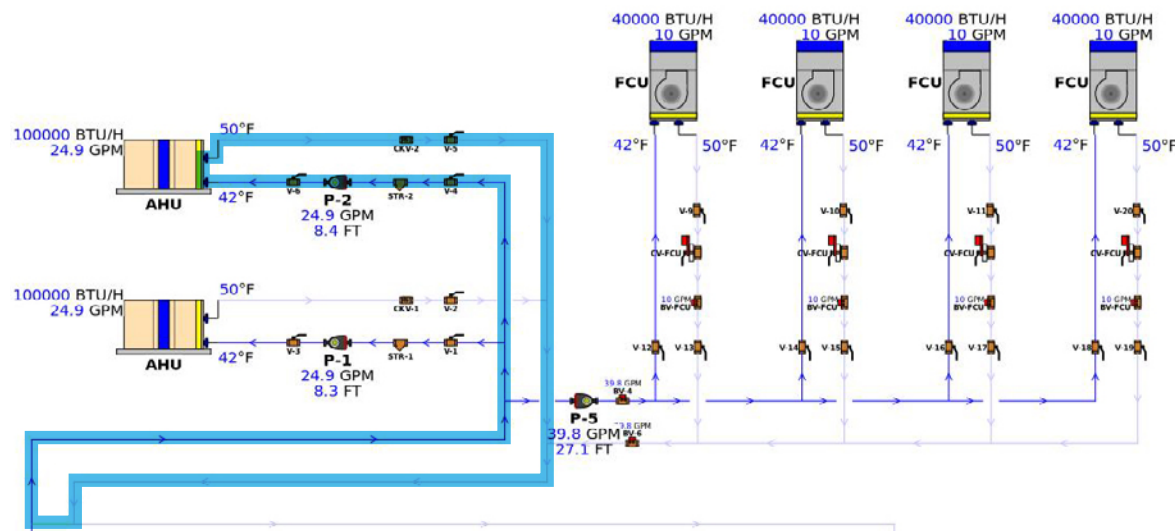 40000 BTU/H
10 GPM
FCU
42°F
50°F
40000 BTU/H
10 GPM
FCU
42°F
50°F
40000 BTU/H
10 GPM
FCU
42°F
50°F
40000 BTU/H
10 GPM
FCU
42°F
50°F
100000 BTU/H
24.9 GPM
50°F
42°F
AHU
CKV-2
V-5
V-6
P-2
24.9 GPM
8.4 FT
STR-2
V-4
100000 BTU/H
24.9 GPM
50°F
42°F
AHU
CKV-1
V-2
V-3
P-1
24.9 GPM
8.3 FT
STR-1
V-1
V-9
CV-FCU
10 GPM
BV-FCU
V-12
V-13
V-10
CV-FCU
10 GPM
BV-FCU
V-14
V-15
V-11
CV-FCU
10 GPM
BV-FCU
V-16
V-17
V-20
CV-FCU
10 GPM
BV-FCU
V-18
V-19
39.8 GPM
BV-4
P-5
39.8 GPM
27.1 FT
BV-6